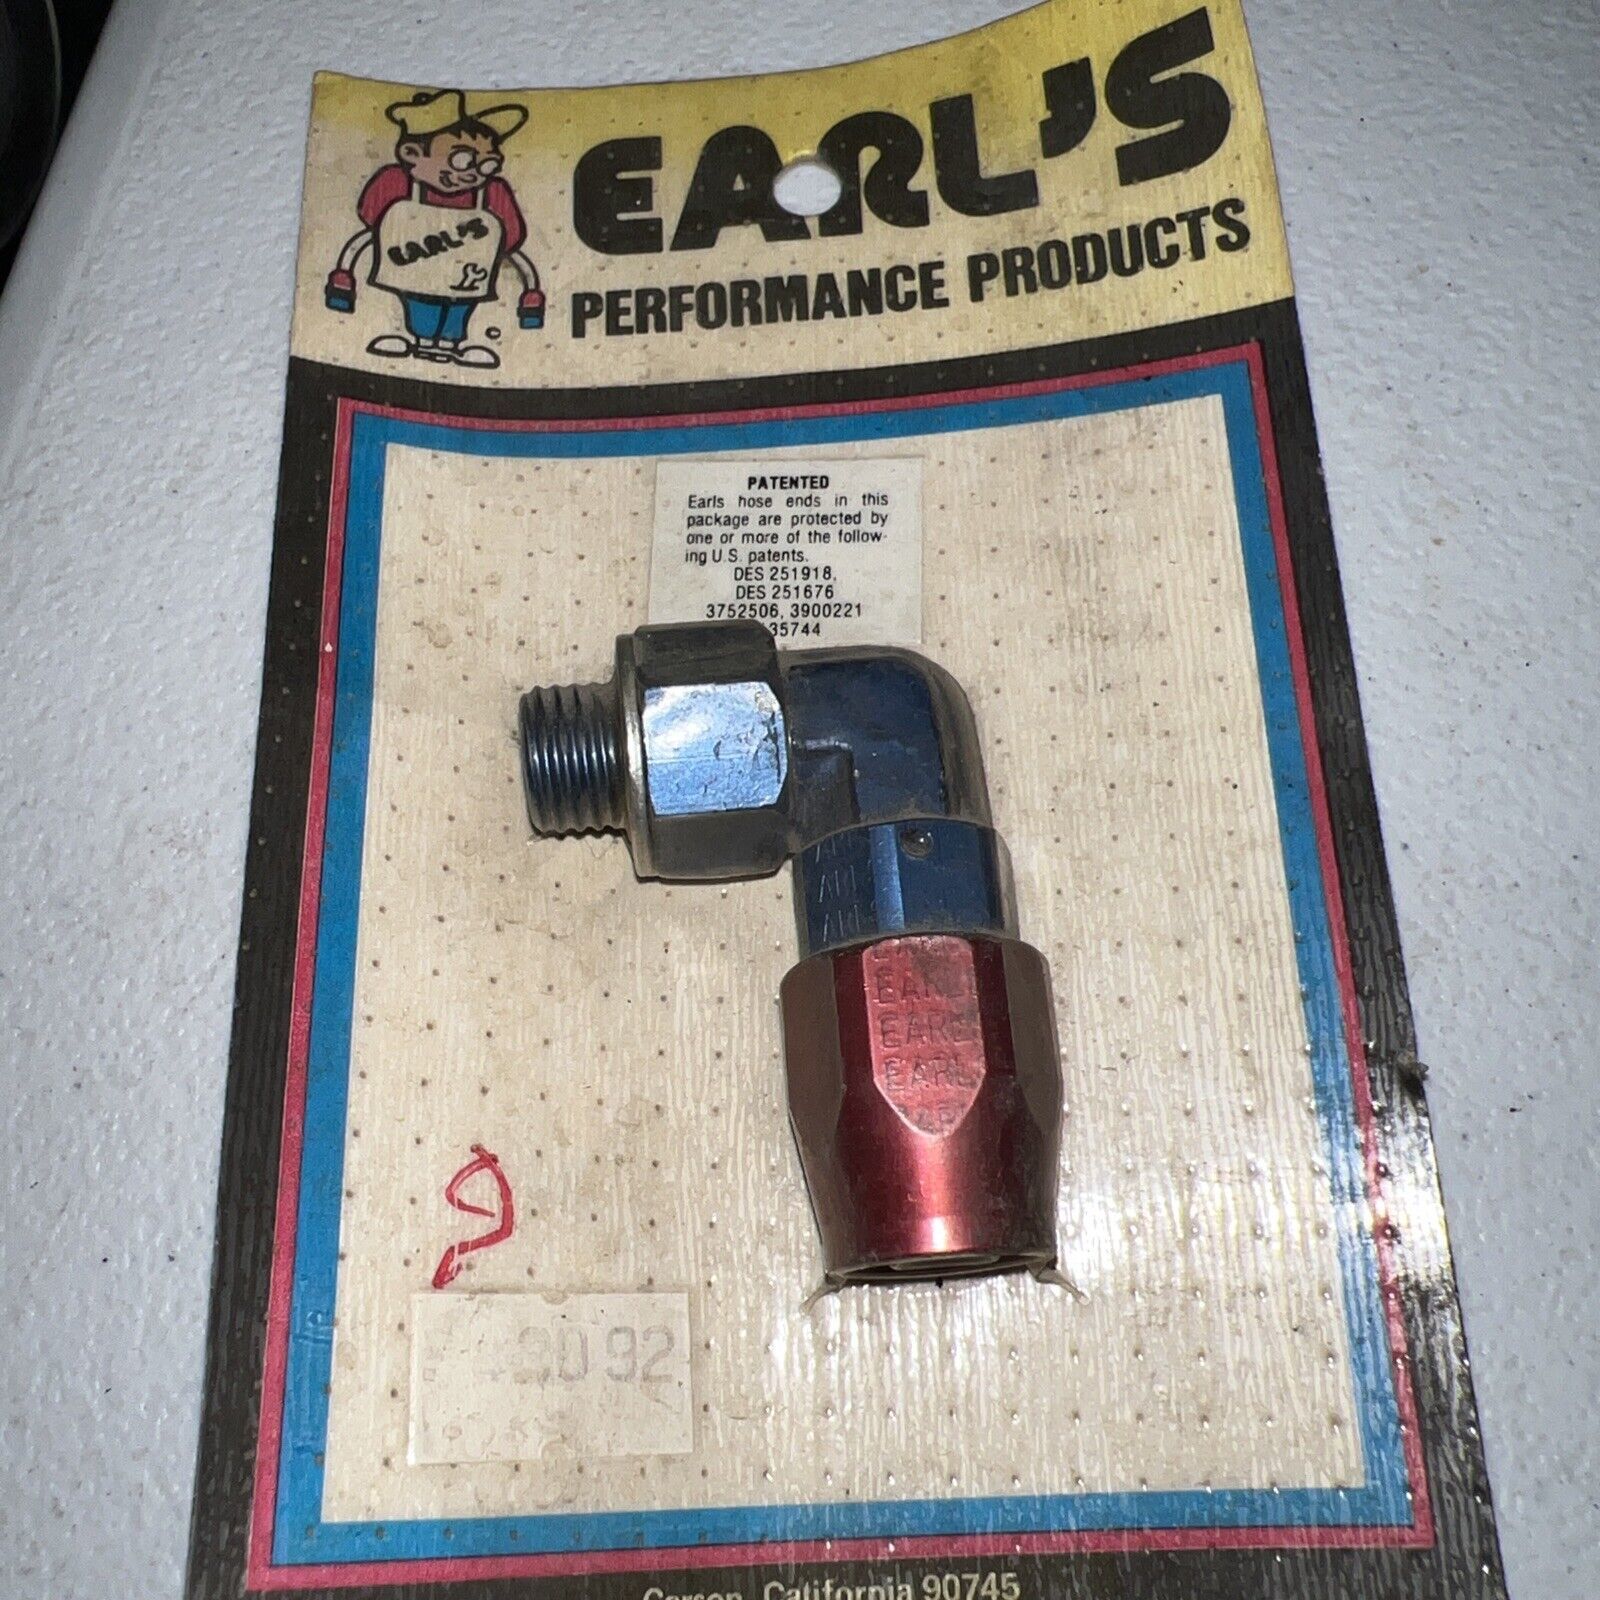 EARL'S
PERFORMANCE PRODUCTS
EARL'S
©
PATENTED
Earls hose ends in this
package are protected by
one or more of the follow-
ing U.S. patents.
DES 251918,
DES 251676
3752506, 3900221
35744
EARL
EARL
EARL
92
Carson, California 90745